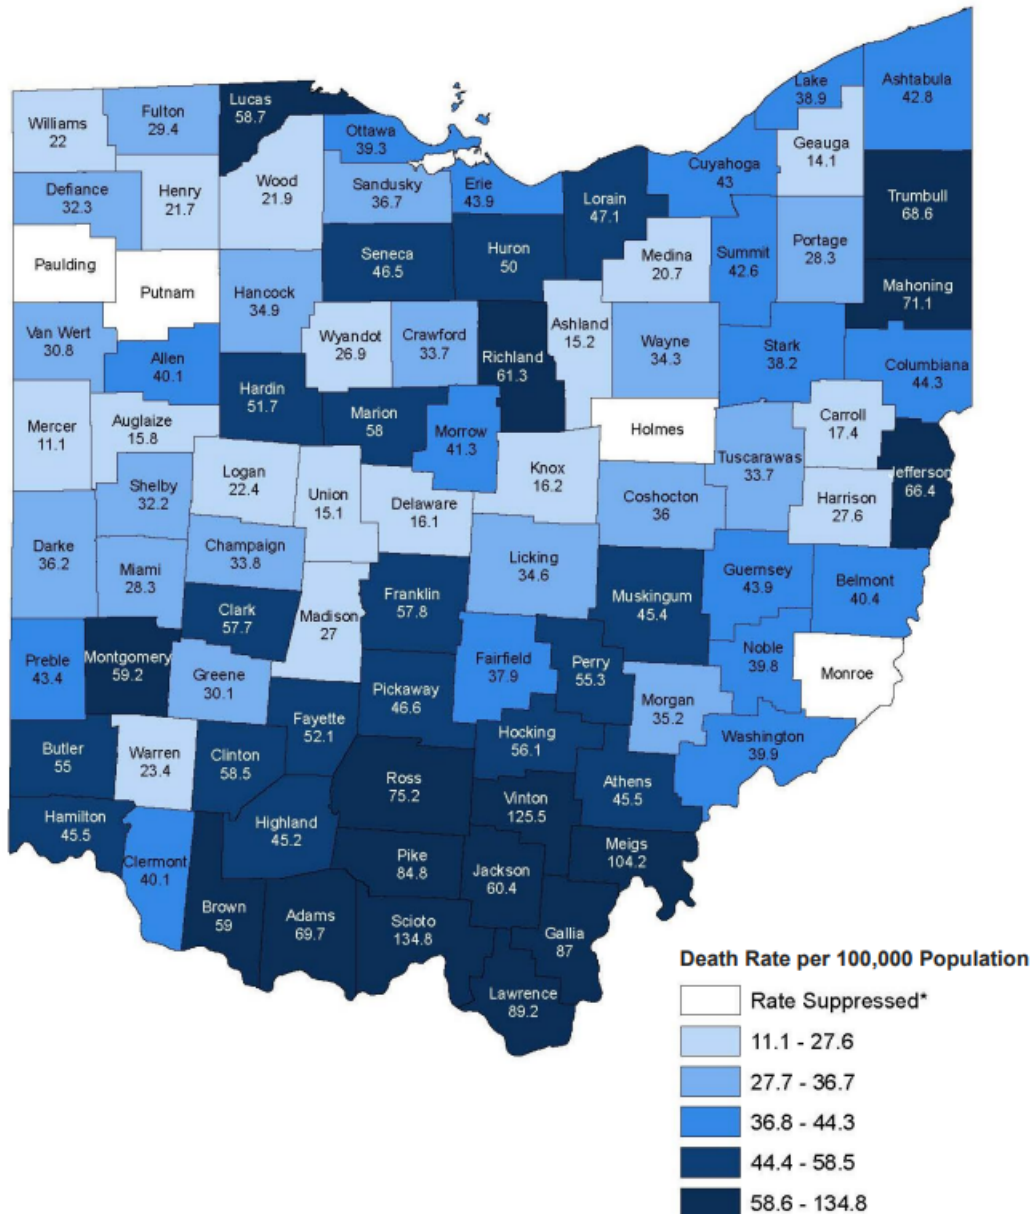 Lake
38.9
Ashtabula
42.8
Williams
22
Fulton
29.4
Lucas
58.7
Ottawa
39.3
Geauga
14.1
Defiance
32.3
Henry
21.7
Wood
21.9
Sandusky
36.7
Erie
43.9
Lorain
47.1
Cuyahoga
43
Trumbull
68.6
Paulding
Putnam
Hancock
34.9
Seneca
46.5
Huron
50
Medina
20.7
Summit
42.6
Portage
28.3
Mahoning
71.1
Van Wert
30.8
Allen
40.1
Hardin
51.7
Wyandot
26.9
Crawford
33.7
Richland
61.3
Ashland
15.2
Wayne
34.3
Stark
38.2
Columbiana
44.3
Mercer
11.1
Auglaize
15.8
Marion
58
Morrow
41.3
Holmes
Carroll
17.4
Shelby
32.2
Logan
22.4
Union
15.1
Delaware
16.1
Knox
16.2
Coshocton
36
Tuscarawas
33.7
Harrison
27.6
Jefferson
66.4
Darke
36.2
Miami
28.3
Champaign
33.8
Clark
57.7
Madison
27
Franklin
57.8
Licking
34.6
Muskingum
45.4
Guernsey
43.9
Belmont
40.4
Preble
43.4
Montgomery
59.2
Greene
30.1
Pickaway
46.6
Fairfield
37.9
Perry
55.3
Morgan
35.2
Noble
39.8
Monroe
Butler
55
Warren
23.4
Clinton
58.5
Fayette
52.1
Hocking
56.1
Athens
45.5
Washington
39.9
Hamilton
45.5
Clermont
40.1
Highland
45.2
Ross
75.2
Vinton
125.5
Meigs
104.2
Brown
59
Adams
69.7
Pike
84.8
Jackson
60.4
Scioto
134.8
Gallia
87
Lawrence
89.2
Death Rate per 100,000 Population
Rate Suppressed*
11.1 - 27.6
27.7 - 36.7
36.8 - 44.3
44.4 - 58.5
58.6 - 134.8